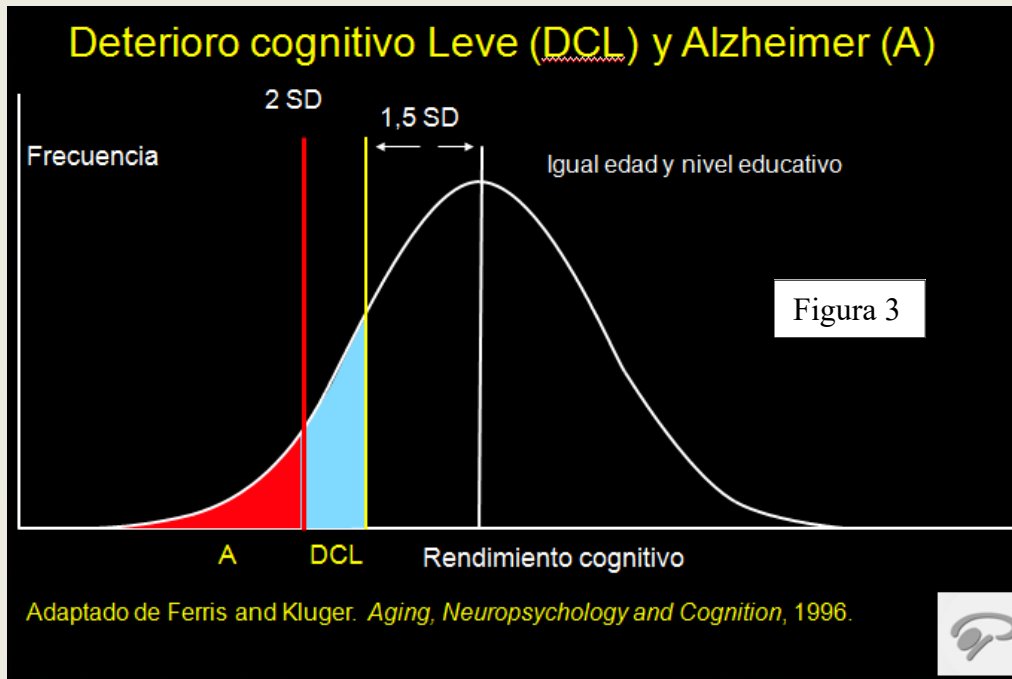 Deterioro cognitivo Leve (DCL) y Alzheimer (A)
2 SD
1,5 SD
Frecuencia
Igual edad y nivel educativo
Figura 3
A
DCL
Rendimiento cognitivo
Adaptado de Ferris and Kluger. Aging, Neuropsychology and Cognition, 1996.